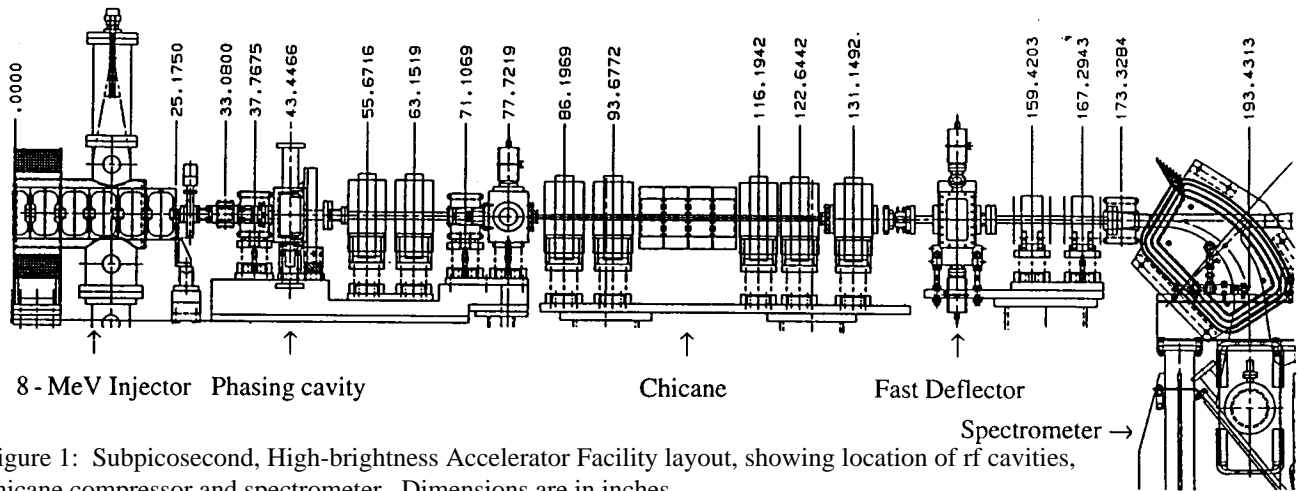 .0000
25.1750
33.0800
37.7675
43.4466
55.6716
63.1519
71.1069
77.7219
86.1969
93.6772
116.1942
122.6442
131.1492.
159.4203
167.2943
173.3284
193.4313
8 - MeV Injector
Phasing cavity
Chicane
Fast Deflector
Spectrometer →
igure 1: Subpicosecond, High-brightness Accelerator Facility layout, showing location of rf cavities,
hicane compressor and spectrometer. Dimensions are in inches